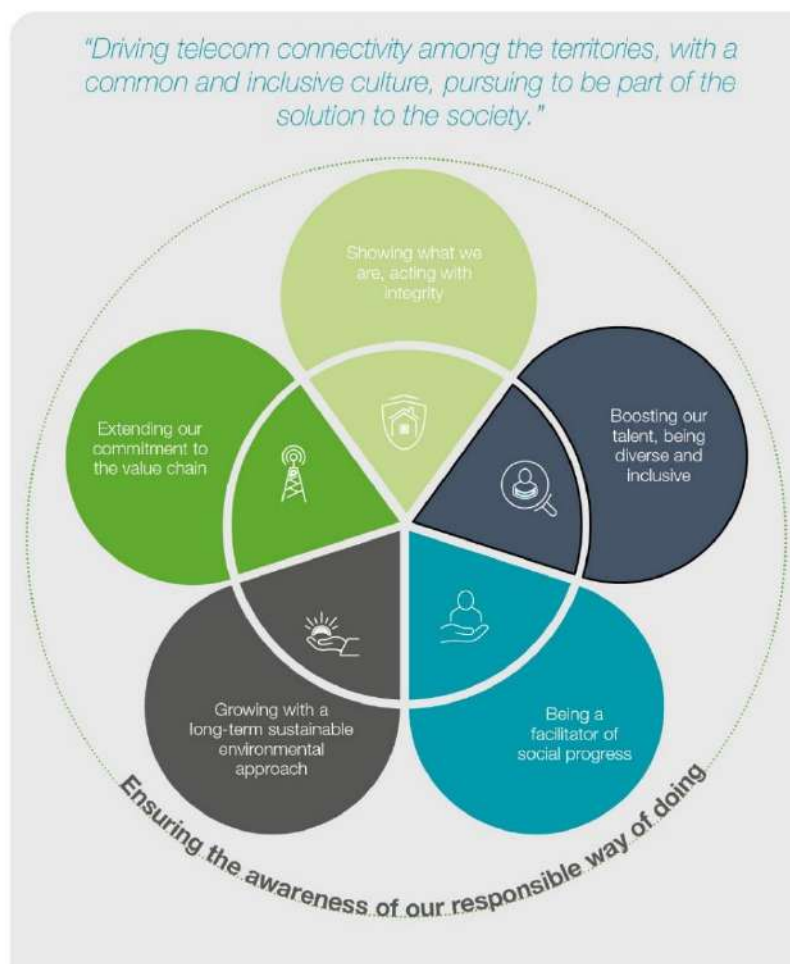 "Driving telecom connectivity among the territories, with a
common and inclusive culture, pursuing to be part of the
solution to the society."
Showing what we
are, acting with
integrity
Extending our
commitment to
the value chain
Boosting our
talent, being
diverse and
inclusive
Growing with a
long-term sustainable
environmental
approach
Being a
facilitator of
social progress
Ensuring the awareness of our responsible way of doing